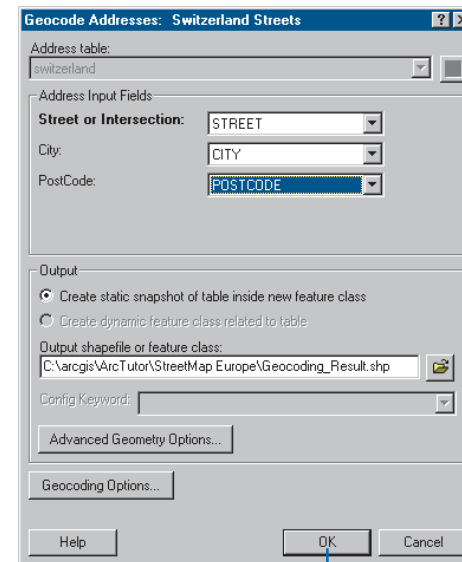 Geocode Addresses: Switzerland Streets
Address table:
switzerland
Address Input Fields
Street or Intersection: STREET
City: CITY
PostCode: POSTCODE
Output
Create static snapshot of table inside new feature class
Create dynamic feature class related to table
Output shapefile or feature class:
C:\arcgis\ArcTutor\StreetMap Europe\Geocoding_Result.shp
Config Keyword:
Advanced Geometry Options...
Geocoding Options...
Help OK Cancel